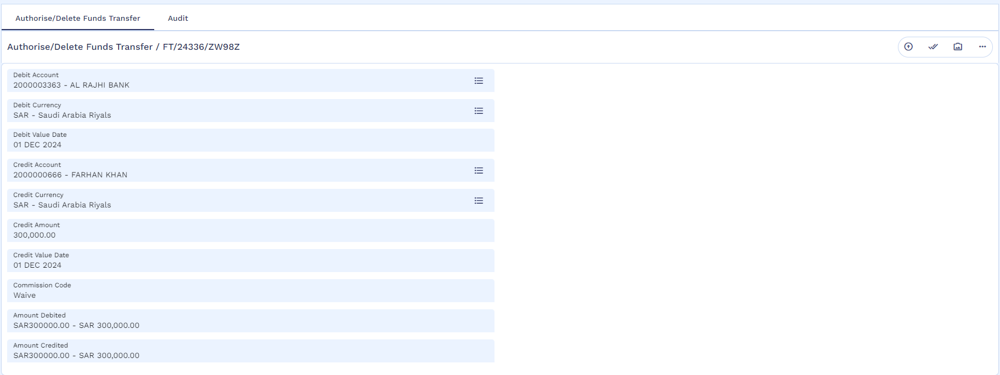 Authorise/Delete Funds Transfer
Audit
Authorise/Delete Funds Transfer / FT/24336/ZW98Z
Debit Account
2000003363 - AL RAJHI BANK
Debit Currency
SAR - Saudi Arabia Riyals
Debit Value Date
01 DEC 2024
Credit Account
2000000666 - FARHAN KHAN
Credit Currency
SAR - Saudi Arabia Riyals
Credit Amount
300,000.00
Credit Value Date
01 DEC 2024
Commission Code
Waive
Amount Debited
SAR300000.00 - SAR 300,000.00
Amount Credited
SAR300000.00 - SAR 300,000.00